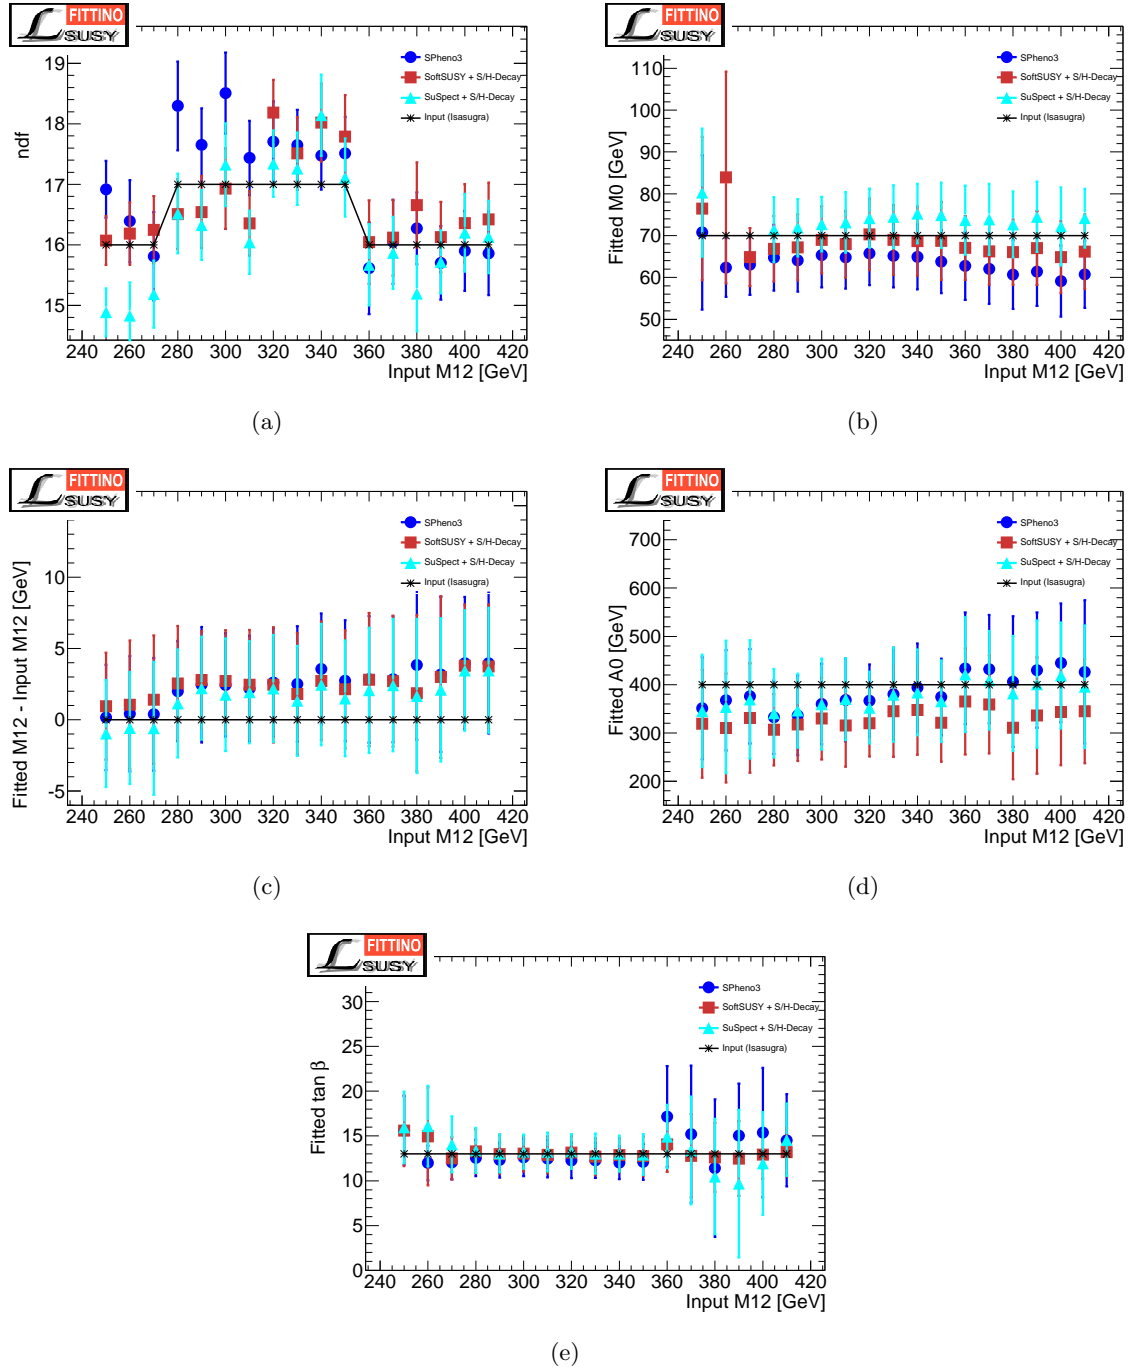 FITTINO
SUSY
ndf
19
18
17
16
15
SPheno3
SoftSUSY + S/H-Decay
SuSpect + S/H-Decay
Input (Isasugra)
240 260 280 300 320 340 360 380 400 420
Input M12 [GeV]
(a)
FITTINO
SUSY
Fitted M0 [GeV]
110
100
90
80
70
60
50
SPheno3
SoftSUSY + S/H-Decay
SuSpect + S/H-Decay
Input (Isasugra)
240 260 280 300 320 340 360 380 400 420
Input M12 [GeV]
(b)
FITTINO
SUSY
Fitted M12 - Input M12 [GeV]
10
5
0
-5
SPheno3
SoftSUSY + S/H-Decay
SuSpect + S/H-Decay
Input (Isasugra)
240 260 280 300 320 340 360 380 400 420
Input M12 [GeV]
(c)
FITTINO
SUSY
Fitted A0 [GeV]
700
600
500
400
300
200
SPheno3
SoftSUSY + S/H-Decay
SuSpect + S/H-Decay
Input (Isasugra)
240 260 280 300 320 340 360 380 400 420
Input M12 [GeV]
(d)
FITTINO
SUSY
Fitted tan β
30
25
20
15
10
5
0
SPheno3
SoftSUSY + S/H-Decay
SuSpect + S/H-Decay
Input (Isasugra)
240 260 280 300 320 340 360 380 400 420
Input M12 [GeV]
(e)